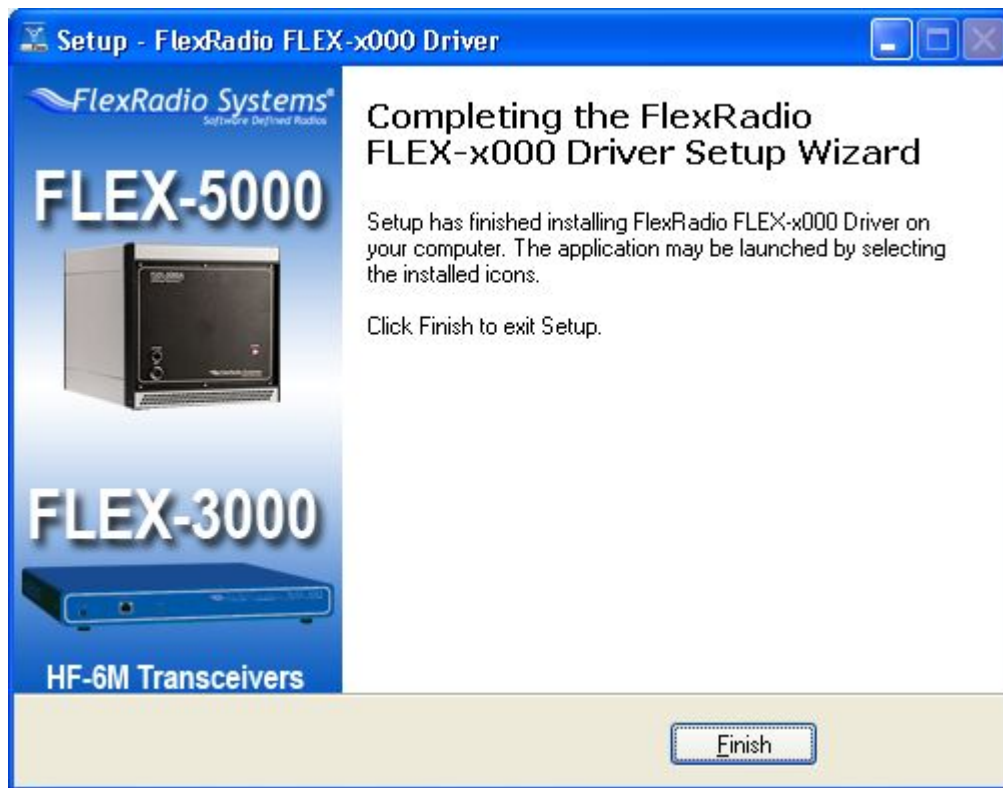 Setup - FlexRadio FLEX-x000 Driver
FlexRadio Systems®
Software Defined Radios
FLEX-5000
FLEX-3000
HF-6M Transceivers
Completing the FlexRadio
FLEX-x000 Driver Setup Wizard
Setup has finished installing FlexRadio FLEX-x000 Driver on
your computer. The application may be launched by selecting
the installed icons.
Click Finish to exit Setup.
Finish